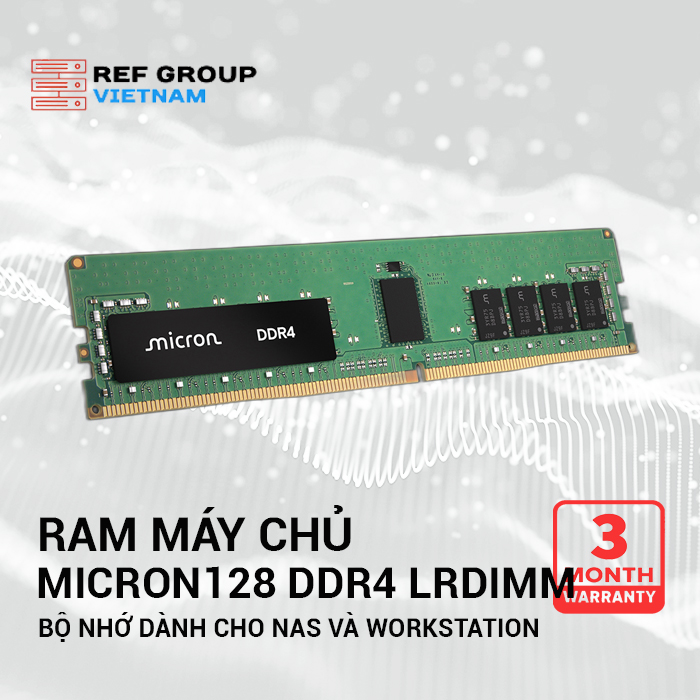 REF GROUP
VIETNAM
micron
DDR4
RAM MÁY CHỦ
MICRON128 DDR4 LRDIMM
BỘ NHỚ DÀNH CHO NAS VÀ WORKSTATION
3
MONTH
WARRANTY